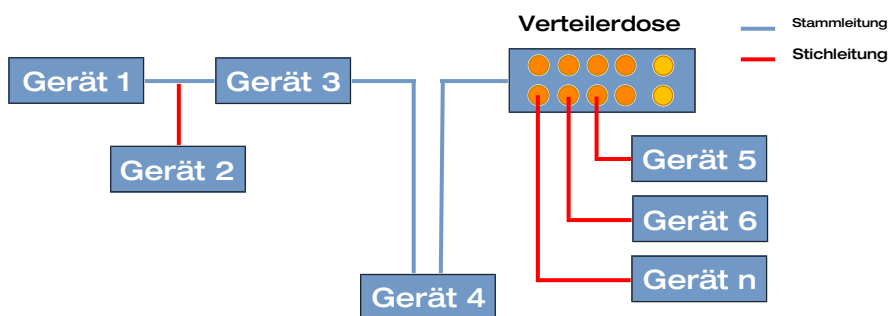 Verteilerdose
Stammleitung
Stichleitung
Gerät 1
Gerät 3
Gerät 2
Gerät 5
Gerät 6
Gerät 4
Gerät n